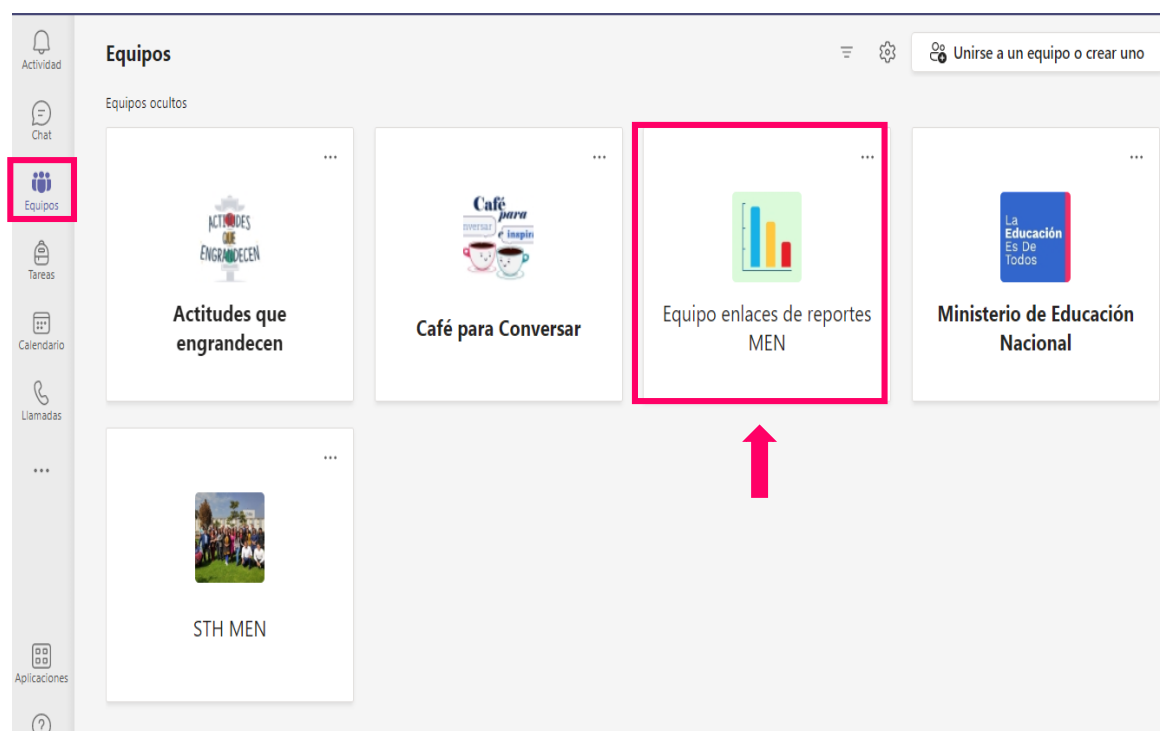 Actividad
Chat
Equipos
Tareas
Calendario
Llamadas
Aplicaciones
Equipos
Unirse a un equipo o crear uno
Equipos ocultos
ACTITUDES
QUE
ENGRANDECEN
Actitudes que
engrandecen
Café
para
e inspir
Café para Conversar
Equipo enlaces de reportes
MEN
La
Educación
Es De
Todos
Ministerio de Educación
Nacional
STH MEN